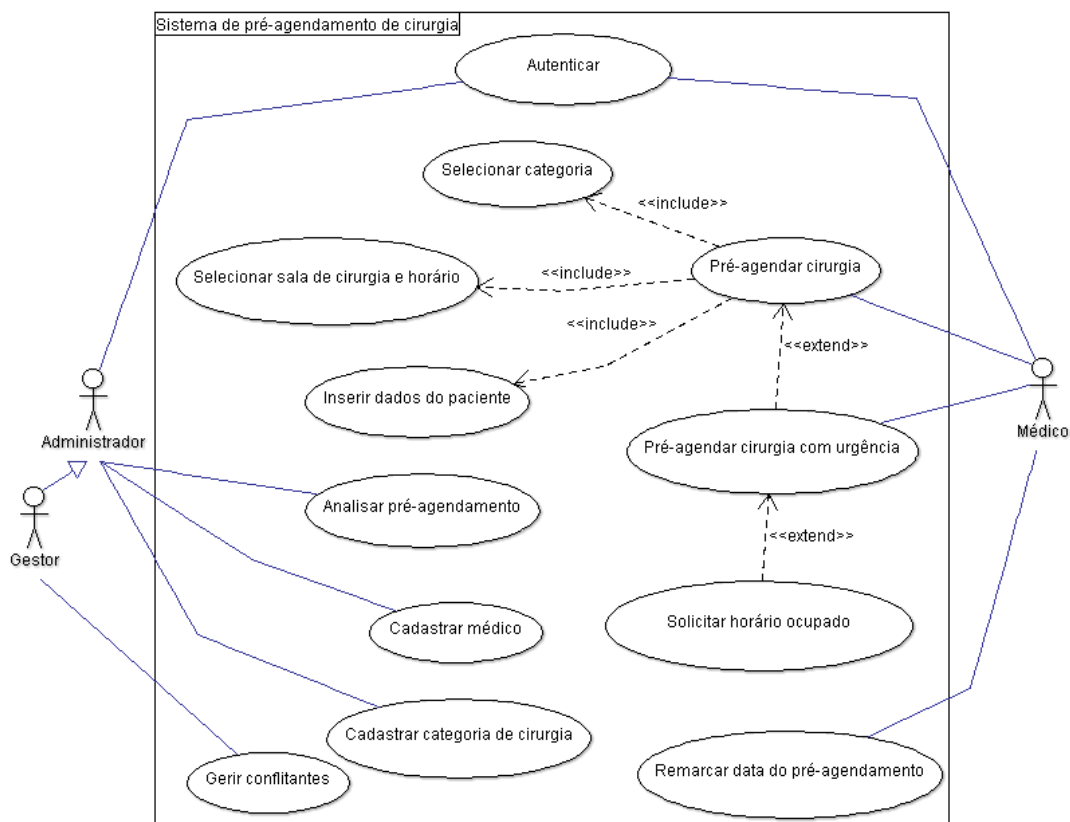 Sistema de pré-agendamento de cirurgia
Autenticar
Selecionar categoria
<<include>>
Pré-agendar cirurgia
Selecionar sala de cirurgia e horário
<<include>>
<<include>>
<<extend>>
Inserir dados do paciente
Administrador
Médico
Pré-agendar cirurgia com urgência
Analisar pré-agendamento
<<extend>>
Gestor
Cadastrar médico
Solicitar horário ocupado
Cadastrar categoria de cirurgia
Gerir conflitantes
Remarcar data do pré-agendamento